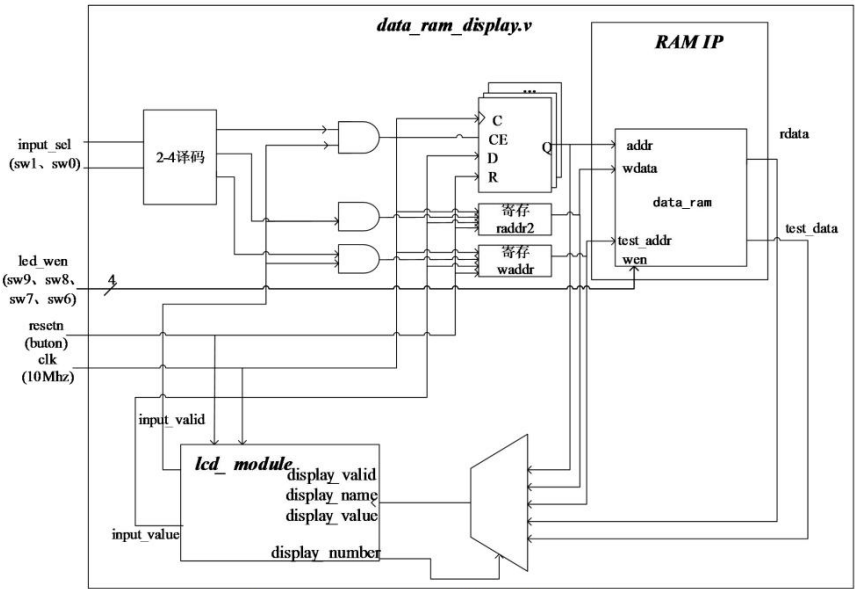 data_ram_display.v
RAM IP
...
input_sel
(sw1、sw0)
2-4译码
C
CE
D
R
Q
addr
wdata
data_ram
test_addr
wen
rdata
test_data
寄存
raddr2
寄存
waddr
led_wen
(sw9、sw8、
sw7、sw6)
4
resetn
(buton)
clk
(10Mhz)
input_valid
lcd_ module
display_valid
display_name
display_value
input_value
display_number